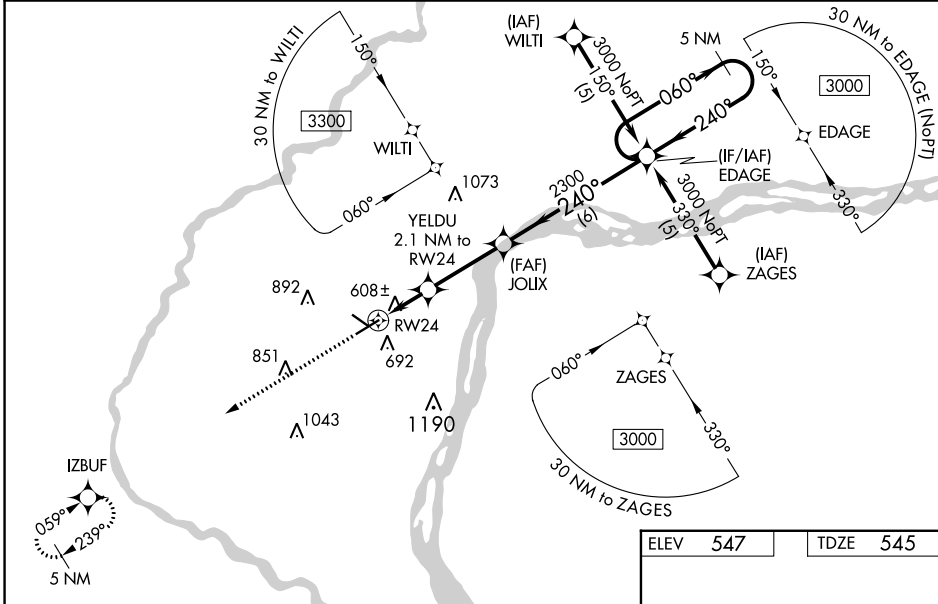 (IAF)
WILTI
3000 NoPT
150°
(5)
5 NM
060°
240°
30 NM to WILTI
150°
3300
WILTI
060°
30 NM to EDAGE (NoPT)
150°
3000
EDAGE
330°
(IF/IAF)
EDAGE
2300
240°
(6)
3000 NoPT
330°
(5)
(IAF)
ZAGES
1073
YELDU
2.1 NM to
RW24
(FAF)
JOLIX
892
608±
RW24
692
851
1043
1190
060°
ZAGES
3000
330°
30 NM to ZAGES
IZBUF
059°
239°
5 NM
ELEV 547
TDZE 545